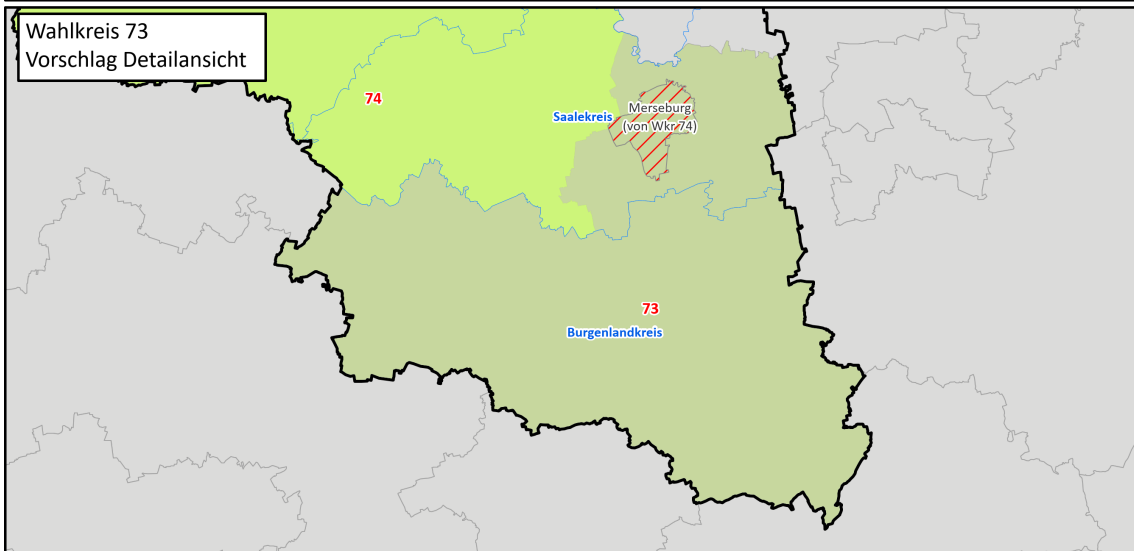 Wahlkreis 73
Vorschlag Detailansicht
74
Saalekreis
Merseburg
(von Wkr 74)
73
Burgenlandkreis